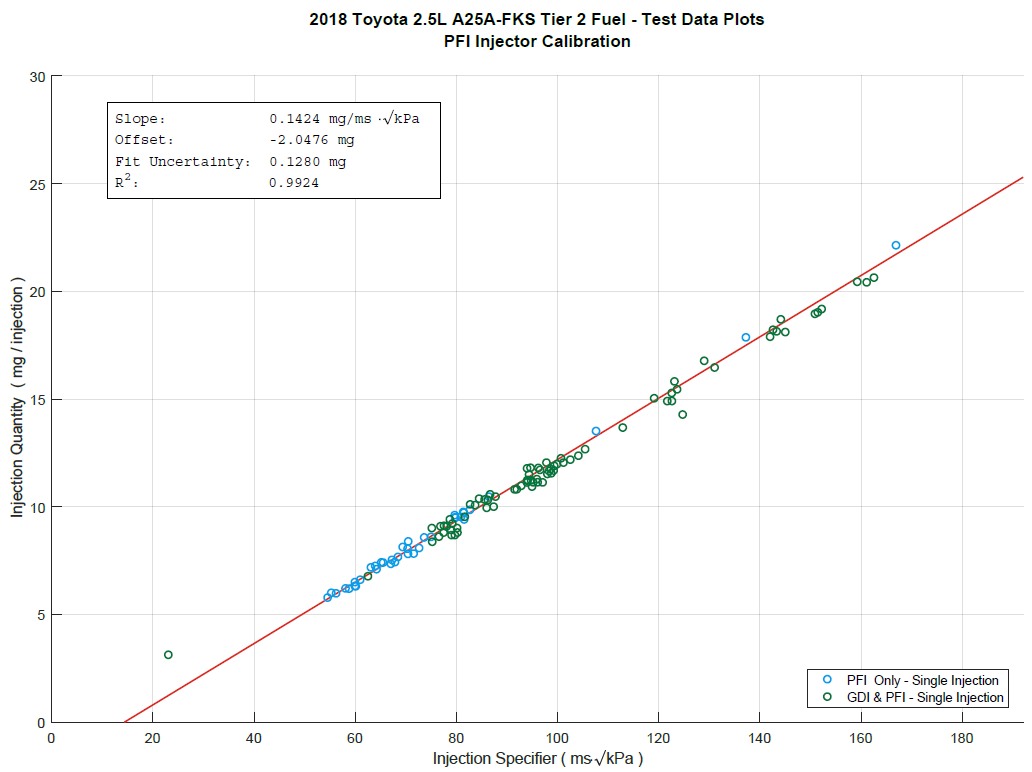 2018 Toyota 2.5L A25A-FKS Tier 2 Fuel - Test Data Plots
PFI Injector Calibration
30
Slope: 0.1424 mg/ms ·√kPa
Offset: -2.0476 mg
Fit Uncertainty: 0.1280 mg
R²: 0.9924
25
20
15
10
5
0
Injection Quantity ( mg / injection )
PFI Only - Single Injection
GDI & PFI - Single Injection
0 20 40 60 80 100 120 140 160 180
Injection Specifier ( ms·√kPa )